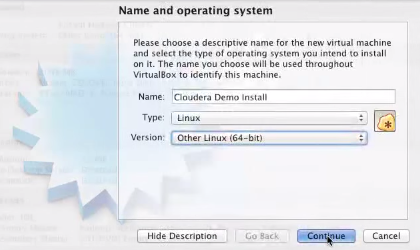 Name and operating system
Please choose a descriptive name for the new virtual machine
and select the type of operating system you intend to install
on it. The name you choose will be used throughout
VirtualBox to identify this machine.
Name: Cloudera Demo Install
Type: Linux
Version: Other Linux (64-bit)
Hide Description Go Back Continue Cancel